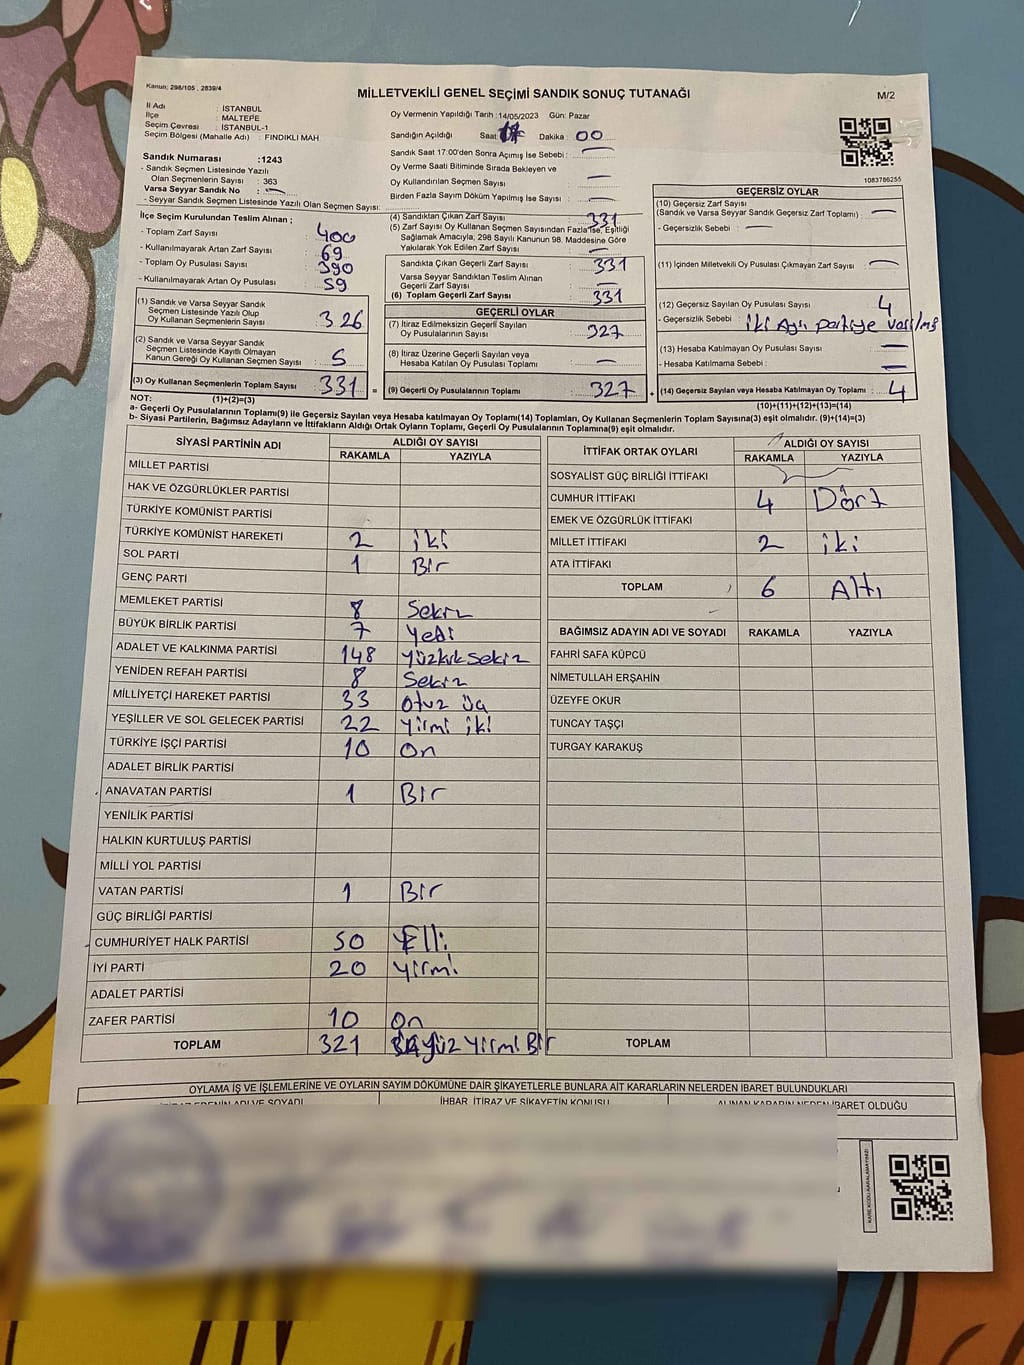 Kanun; 298/105 , 2839/4
MİLLETVEKİLİ GENEL SEÇİMİ SANDIK SONUÇ TUTANAĞI
M/2
İl Adı : İSTANBUL
İlçe : MALTEPE
Seçim Çevresi : İSTANBUL-1
Seçim Bölgesi (Mahalle Adı) : FINDIKLI MAH
Sandık Numarası :1243
- Sandık Seçmen Listesinde Yazılı
Olan Seçmenlerin Sayısı : 363
Varsa Seyyar Sandık No : —
- Seyyar Sandık Seçmen Listesinde Yazılı Olan Seçmen Sayısı:
Oy Vermenin Yapıldığı Tarih :14/05/2023 Gün: Pazar
Sandığın Açıldığı Saat: 17 Dakika : 00
Sandık Saat 17:00'den Sonra Açımış İse Sebebi : —
Oy Verme Saati Bitiminde Sırada Bekleyen ve
Oy Kullandırılan Seçmen Sayısı : —
Birden Fazla Sayım Döküm Yapılmış İse Sayısı : —
1083786255
İlçe Seçim Kurulundan Teslim Alınan ;
- Toplam Zarf Sayısı : 400
- Kullanılmayarak Artan Zarf Sayısı : 69
- Toplam Oy Pusulası Sayısı : 390
- Kullanılmayarak Artan Oy Pusulası : 59
(1) Sandık ve Varsa Seyyar Sandık
Seçmen Listesinde Yazılı Olup
Oy Kullanan Seçmenlerin Sayısı : 326
(2) Sandık ve Varsa Seyyar Sandık
Seçmen Listesinde Kayıtlı Olmayan
Kanun Gereği Oy Kullanan Seçmen Sayısı : 5
(3) Oy Kullanan Seçmenlerin Toplam Sayısı : 331 =
(4) Sandıktan Çıkan Zarf Sayısı : 331
(5) Zarf Sayısı Oy Kullanan Seçmen Sayısından Fazla İse, Eşitliği
Sağlamak Amacıyla; 298 Sayılı Kanunun 98. Maddesine Göre
Yakılarak Yok Edilen Zarf Sayısı : —
Sandıkta Çıkan Geçerli Zarf Sayısı : 331
Varsa Seyyar Sandıktan Teslim Alınan
Geçerli Zarf Sayısı : —
(6) Toplam Geçerli Zarf Sayısı : 331
GEÇERLİ OYLAR
(7) İtiraz Edilmeksizin Geçerli Sayılan
Oy Pusulalarının Sayısı : 327
(8) İtiraz Üzerine Geçerli Sayılan veya
Hesaba Katılan Oy Pusulası Toplamı : —
(9) Geçerli Oy Pusulalarının Toplamı : 327 +
GEÇERSİZ OYLAR
(10) Geçersiz Zarf Sayısı
(Sandık ve Varsa Seyyar Sandık Geçersiz Zarf Toplamı) : —
- Geçersizlik Sebebi : —
(11) İçinden Milletvekili Oy Pusulası Çıkmayan Zarf Sayısı : —
(12) Geçersiz Sayılan Oy Pusulası Sayısı : 4
- Geçersizlik Sebebi : iki Ayrı partiye verilmiş
(13) Hesaba Katılmayan Oy Pusulası Sayısı : —
- Hesaba Katılmama Sebebi : —
(14) Geçersiz Sayılan veya Hesaba Katılmayan Oy Toplamı : 4
NOT: (1)+(2)=(3)
(10)+(11)+(12)+(13)=(14)
a- Geçerli Oy Pusulasının Toplamı(9) ile Geçersiz Sayılan veya Hesaba katılmayan Oy Toplamı(14) Toplamları, Oy Kullanan Seçmenlerin Toplam Sayısına(3) eşit olmalıdır. (9)+(14)=(3)
b- Siyasi Partilerin, Bağımsız Adayların ve İttifakların Aldığı Ortak Oyların Toplamı, Geçerli Oy Pusulalarının Toplamına(9) eşit olmalıdır.
SİYASİ PARTİNİN ADI ALDIĞI OY SAYISI
RAKAMLA YAZIYLA
MİLLET PARTİSİ
HAK VE ÖZGÜRLÜKLER PARTİSİ
TÜRKİYE KOMÜNİST PARTİSİ
TÜRKİYE KOMÜNİST HAREKETİ 2 iki
SOL PARTİ 1 Bir
GENÇ PARTİ
MEMLEKET PARTİSİ 8 Sekiz
BÜYÜK BİRLİK PARTİSİ 7 Yedi
ADALET VE KALKINMA PARTİSİ 148 Yüzkırksekiz
YENİDEN REFAH PARTİSİ 8 Sekiz
MİLLİYETÇİ HAREKET PARTİSİ 33 Otuz üç
YEŞİLLER VE SOL GELECEK PARTİSİ 22 Yirmi iki
TÜRKİYE İŞÇİ PARTİSİ 10 On
ADALET BİRLİK PARTİSİ
ANAVATAN PARTİSİ 1 Bir
YENİLİK PARTİSİ
HALKIN KURTULUŞ PARTİSİ
MİLLİ YOL PARTİSİ
VATAN PARTİSİ 1 Bir
GÜÇ BİRLİĞİ PARTİSİ
CUMHURİYET HALK PARTİSİ 50 Elli
İYİ PARTİ 20 Yirmi
ADALET PARTİSİ
ZAFER PARTİSİ 10 On
TOPLAM 321 Üçyüz Yirmi Bir
İTTİFAK ORTAK OYLARI ALDIĞI OY SAYISI
RAKAMLA YAZIYLA
SOSYALİST GÜÇ BİRLİĞİ İTTİFAKI
CUMHUR İTTİFAKI 4 Dört
EMEK VE ÖZGÜRLÜK İTTİFAKI
MİLLET İTTİFAKI 2 iki
ATA İTTİFAKI
TOPLAM 6 Altı
BAĞIMSIZ ADAYIN ADI VE SOYADI RAKAMLA YAZIYLA
FAHRİ SAFA KÜPCÜ
NİMETULLAH ERŞAHİN
ÜZEYFE OKUR
TUNCAY TAŞÇI
TURGAY KARAKUŞ
TOPLAM
OYLAMA İŞ VE İŞLEMLERİNE VE OYLARIN SAYIM DÖKÜMÜNE DAİR ŞİKAYETLERLE BUNLARA AİT KARARLARIN NELERDEN İBARET BULUNDUKLARI
İTİRAZ EDENİN ADI VE SOYADI İHBAR, İTİRAZ VE ŞİKAYETİN KONUSU ALINAN KARARIN NEDEN İBARET OLDUĞU